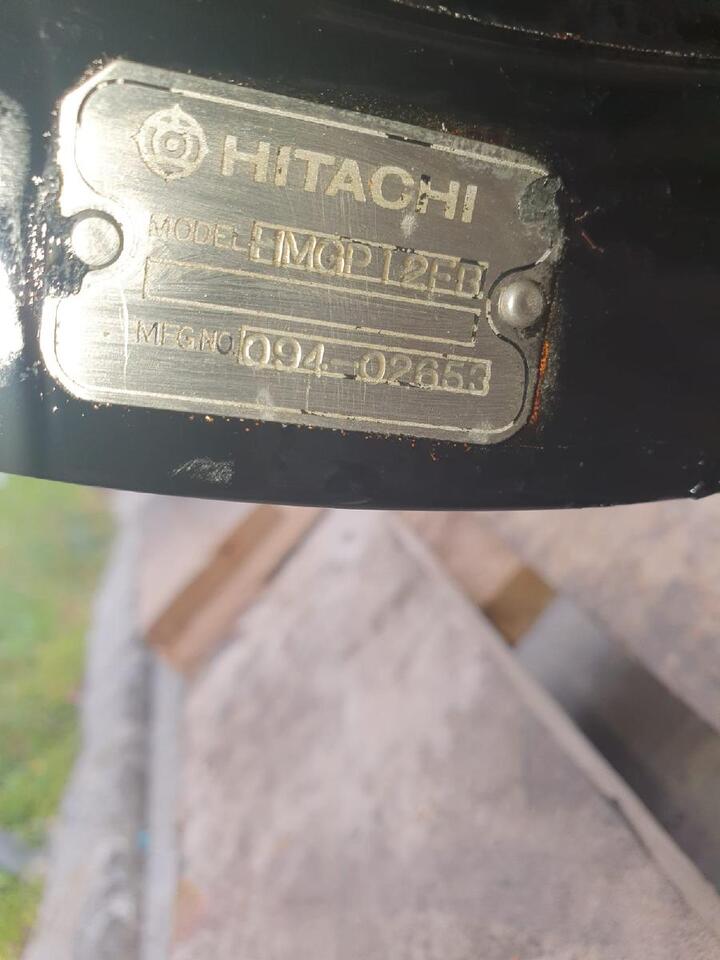 HITACHI
MODEL HMGP12EB
MFG NO. 094-02653